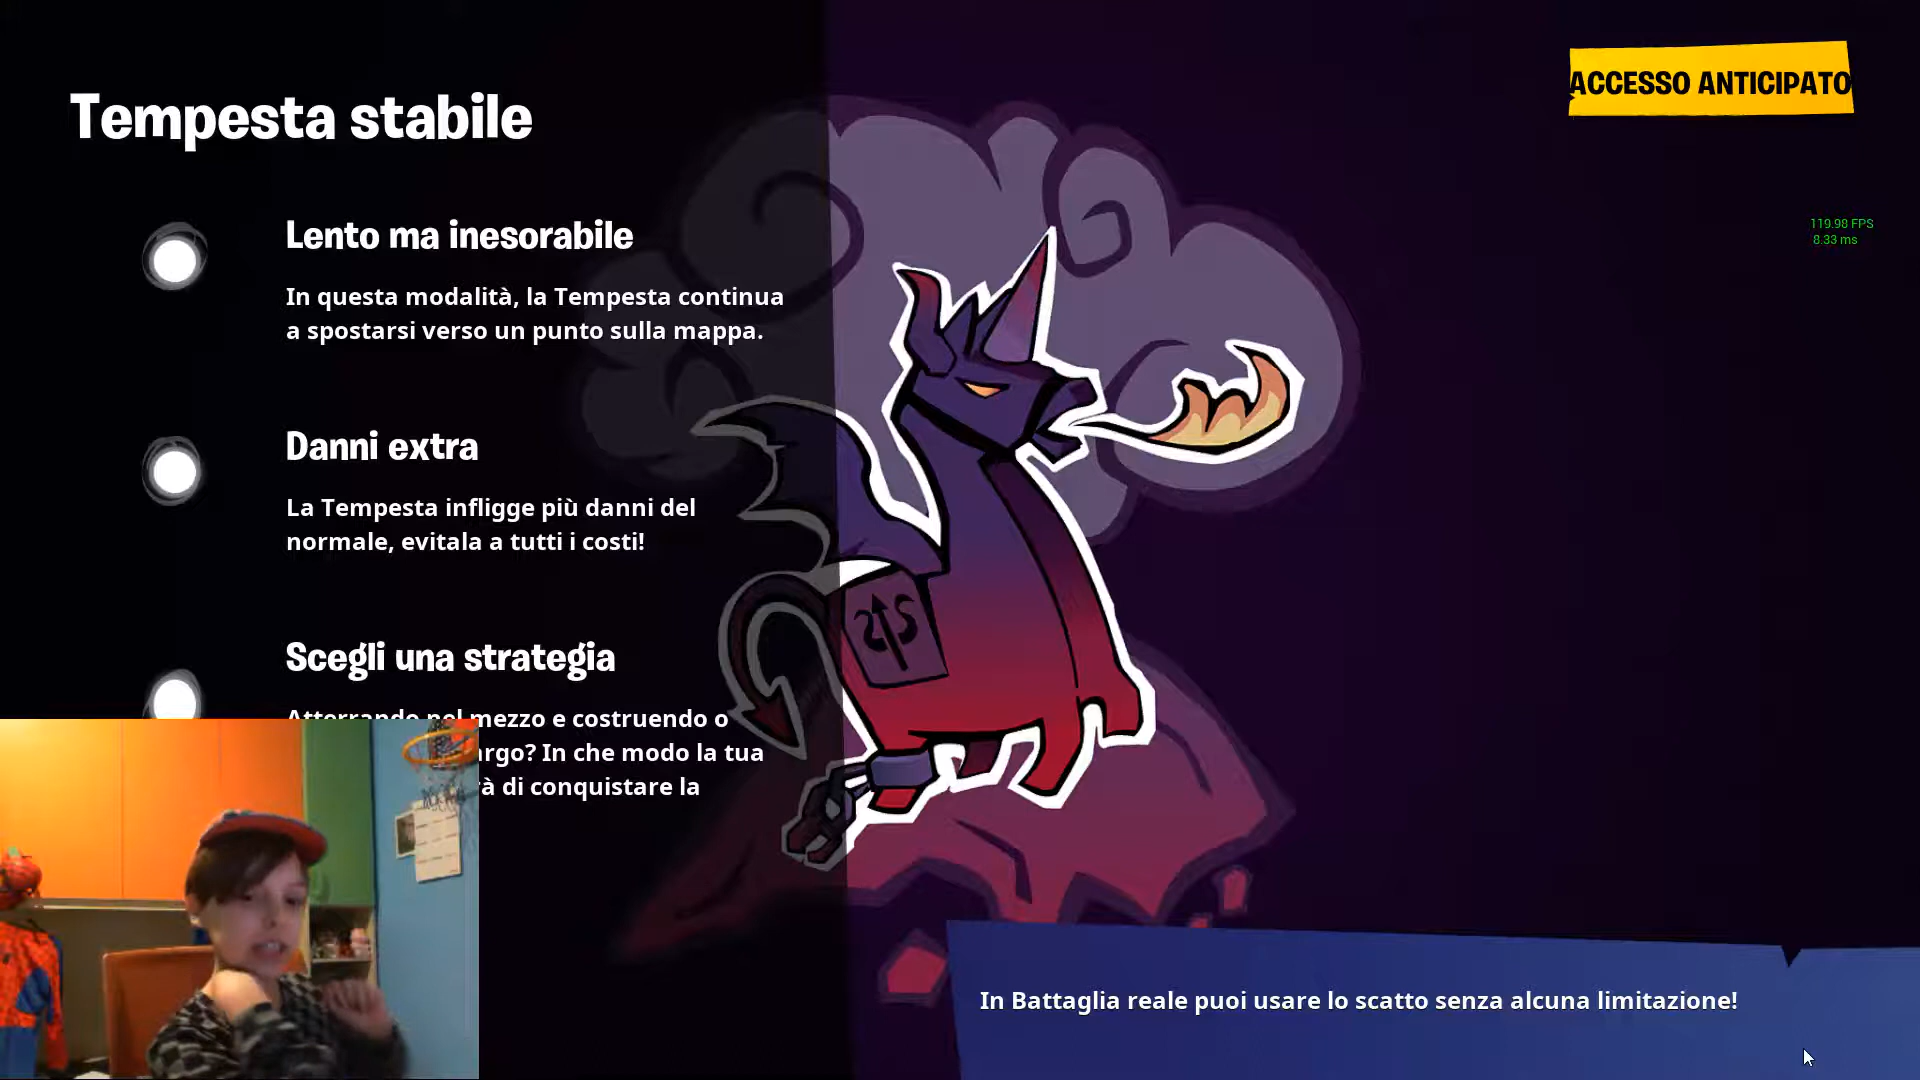 Tempesta stabile
ACCESSO ANTICIPATO
119.98 FPS
8.33 ms
Lento ma inesorabile
In questa modalità, la Tempesta continua
a spostarsi verso un punto sulla mappa.
Danni extra
La Tempesta infligge più danni del
normale, evitala a tutti i costi!
Scegli una strategia
Atterrando nel mezzo e costruendo o
argo? In che modo la tua
à di conquistare la
In Battaglia reale puoi usare lo scatto senza alcuna limitazione!